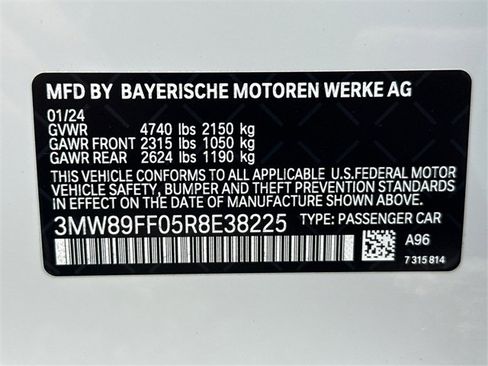 MFD BY BAYERISCHE MOTOREN WERKE AG
01/24
GVWR 4740 lbs 2150 kg
GAWR FRONT 2315 lbs 1050 kg
GAWR REAR 2624 lbs 1190 kg
THIS VEHICLE CONFORMS TO ALL APPLICABLE U.S.FEDERAL MOTOR
VEHICLE SAFETY, BUMPER AND THEFT PREVENTION STANDARDS
IN EFFECT ON THE DATE OF MANUFACTURE SHOWN ABOVE.
3MW89FF05R8E38225 TYPE: PASSENGER CAR
A96
7 315 814